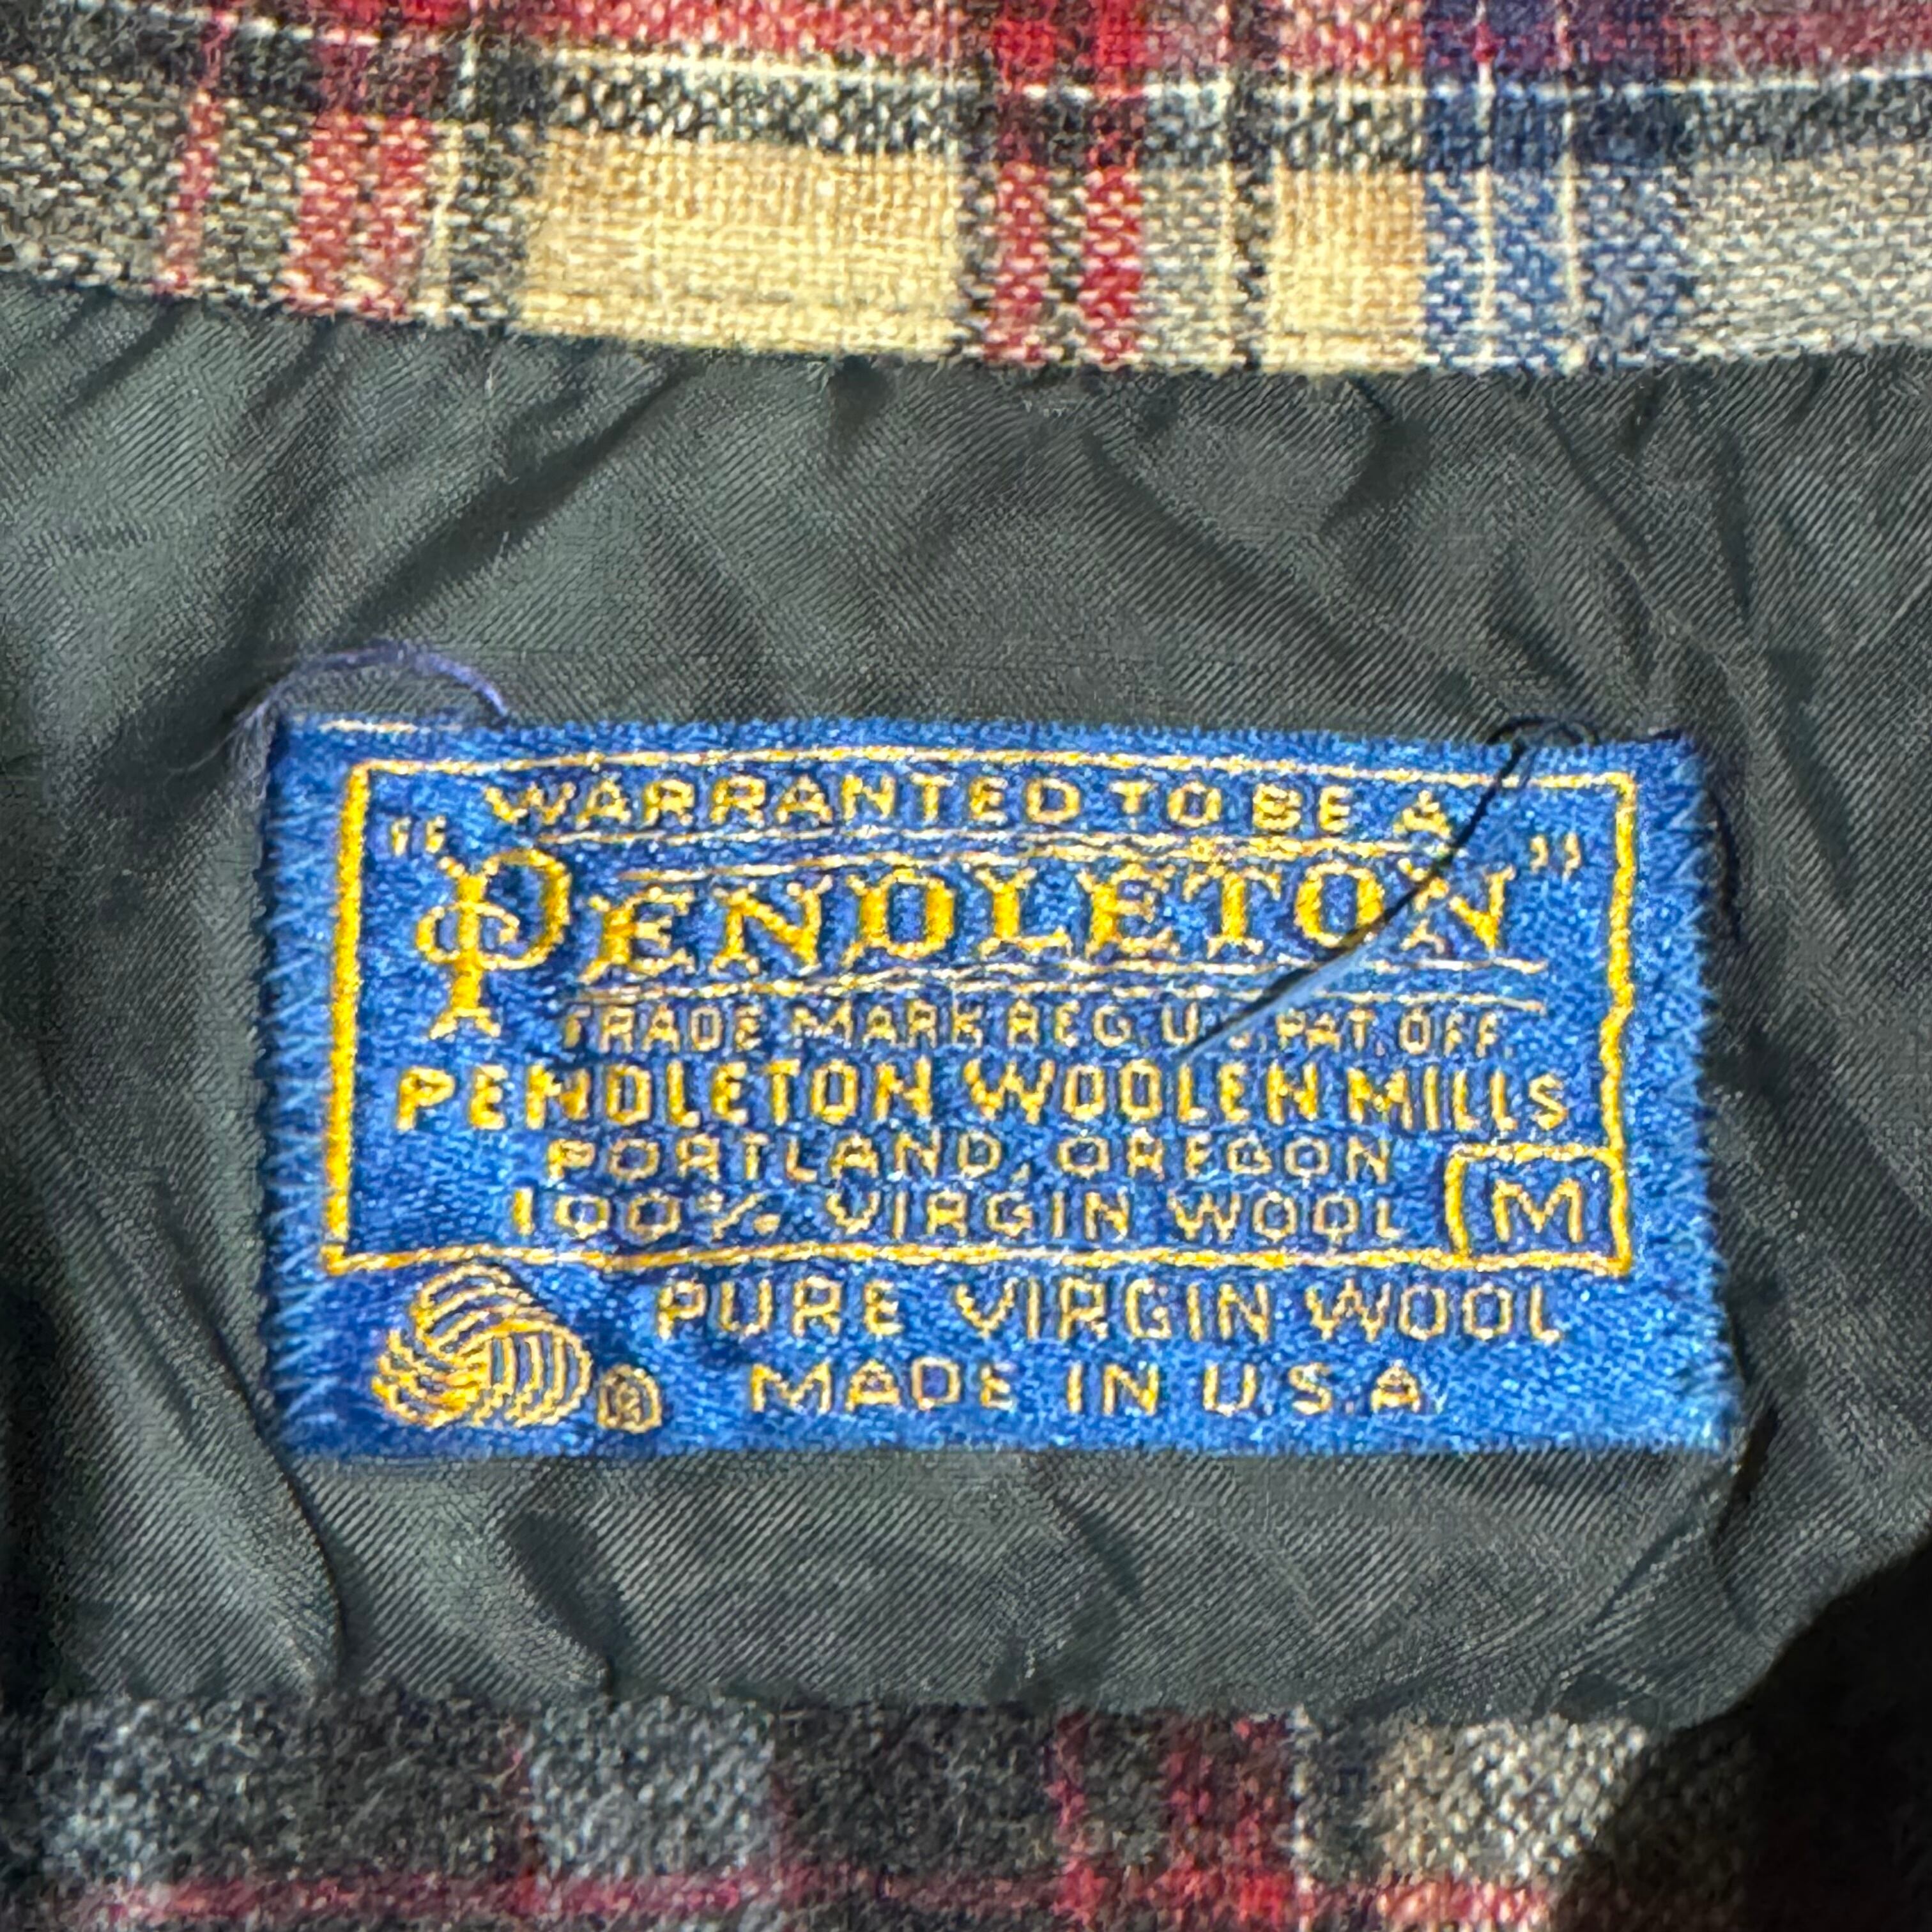 WARRANTED TO BE A
"PENDLETON"
TRADE MARK REG. U.S. PAT. OFF.
PENDLETON WOOLEN MILLS
PORTLAND, OREGON
100% VIRGIN WOOL M
PURE VIRGIN WOOL
® MADE IN U.S.A.